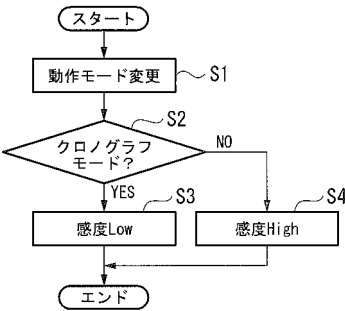 スタート
動作モード変更
S1
S2
クロノグラフ
モード？
NO
YES
S3
S4
感度Low
感度High
エンド